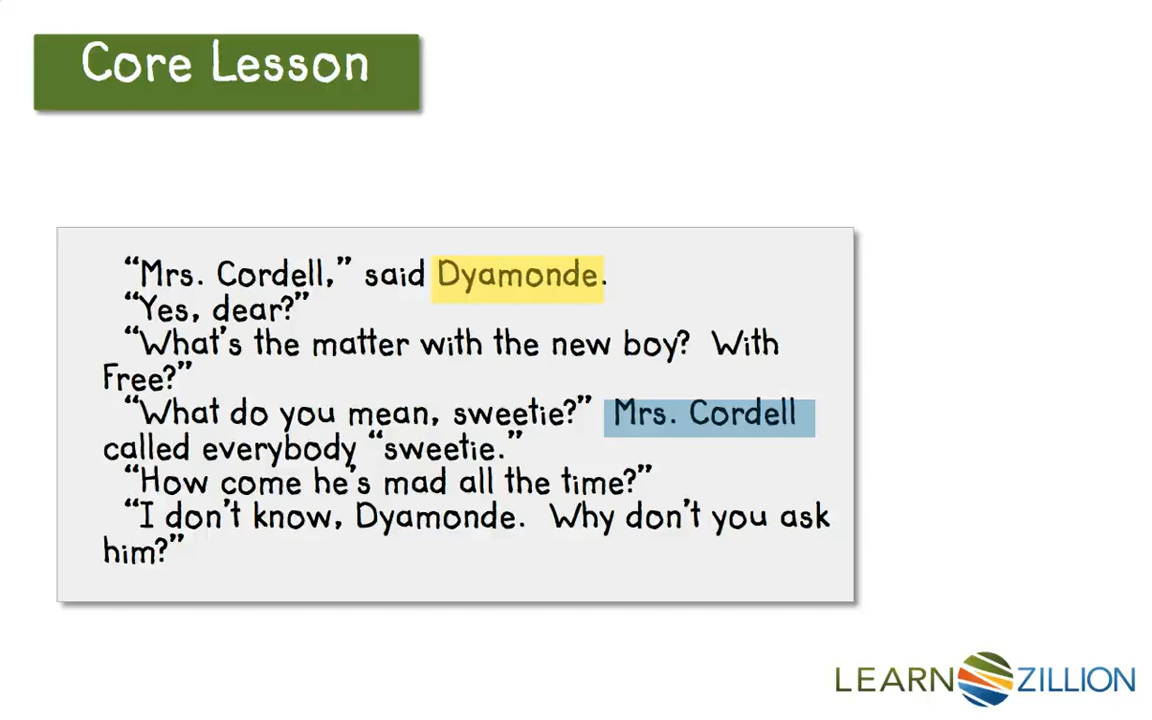 Core Lesson
“Mrs. Cordell,” said Dyamonde.
“Yes, dear?”
“What’s the matter with the new boy?  With
Free?”
“What do you mean, sweetie?”  Mrs. Cordell
called everybody “sweetie.”
“How come he’s mad all the time?”
“I don’t know, Dyamonde.  Why don’t you ask
him?”
LEARN ZILLION